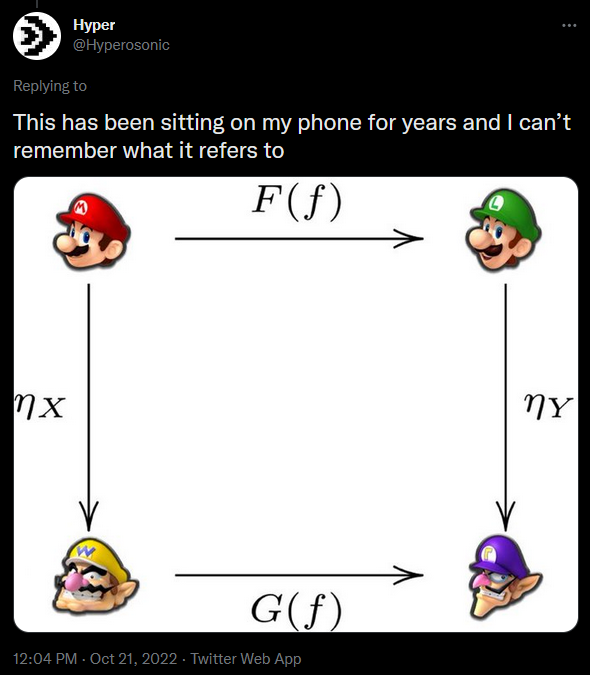 Hyper
@Hyperosonic
Replying to
This has been sitting on my phone for years and I can’t
remember what it refers to
F(f)
M
L
ηX
ηY
W
G(f)
12:04 PM · Oct 21, 2022 · Twitter Web App